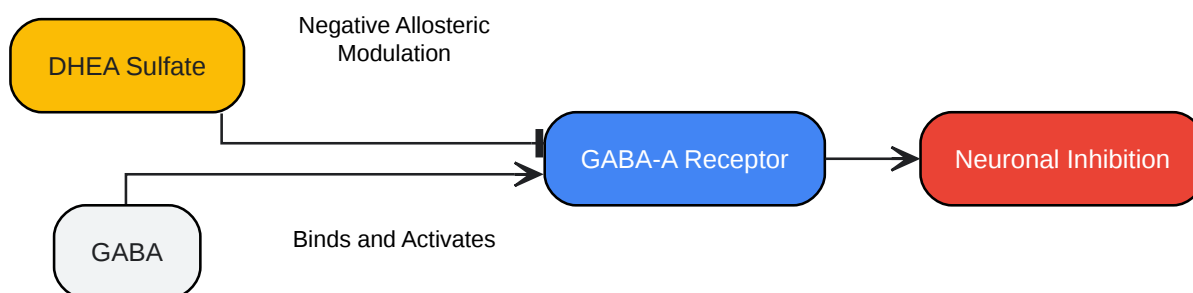 Negative Allosteric
Modulation
DHEA Sulfate
GABA-A Receptor
Neuronal Inhibition
Binds and Activates
GABA